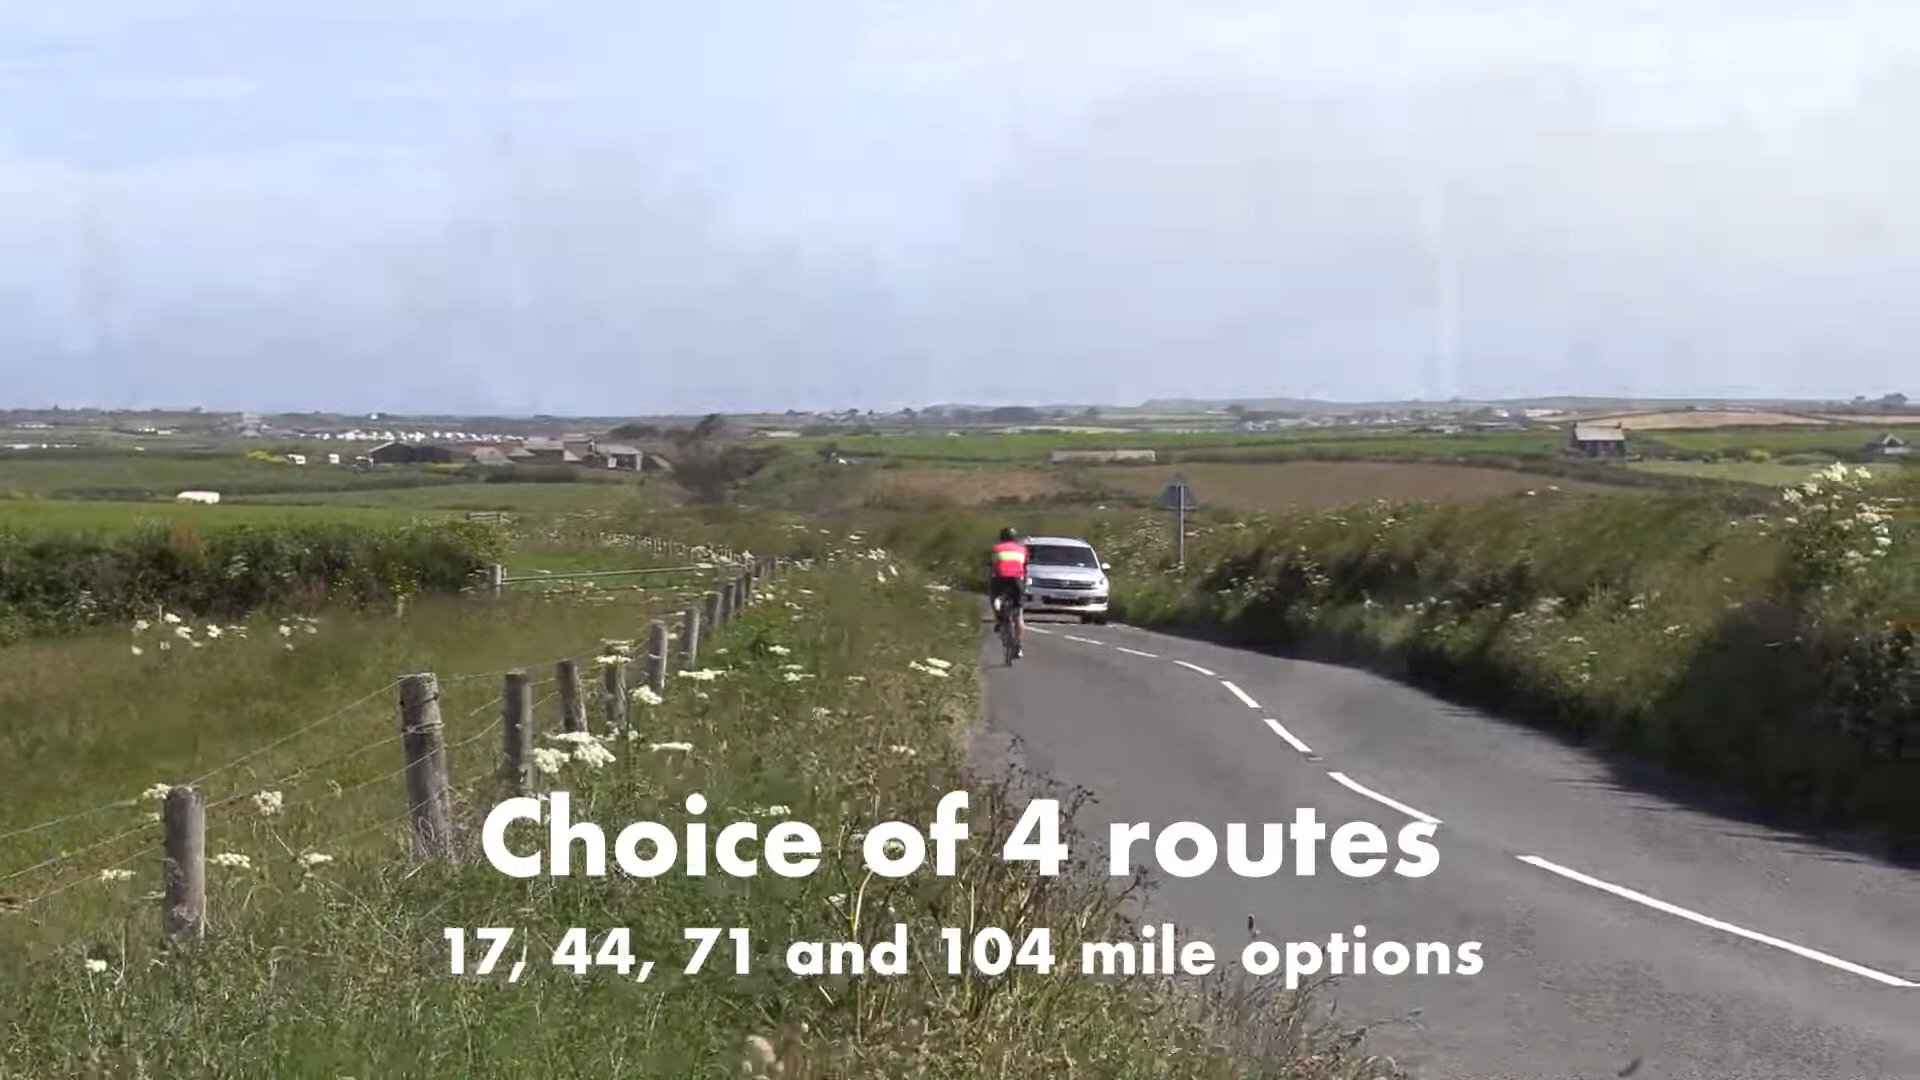 Choice of 4 routes
17, 44, 71 and 104 mile options